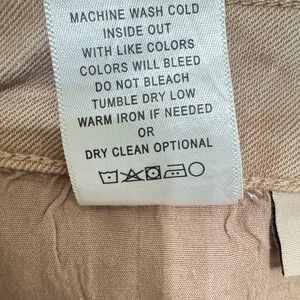 MACHINE WASH COLD
INSIDE OUT
WITH LIKE COLORS
COLORS WILL BLEED
DO NOT BLEACH
TUMBLE DRY LOW
WARM IRON IF NEEDED
OR
DRY CLEAN OPTIONAL